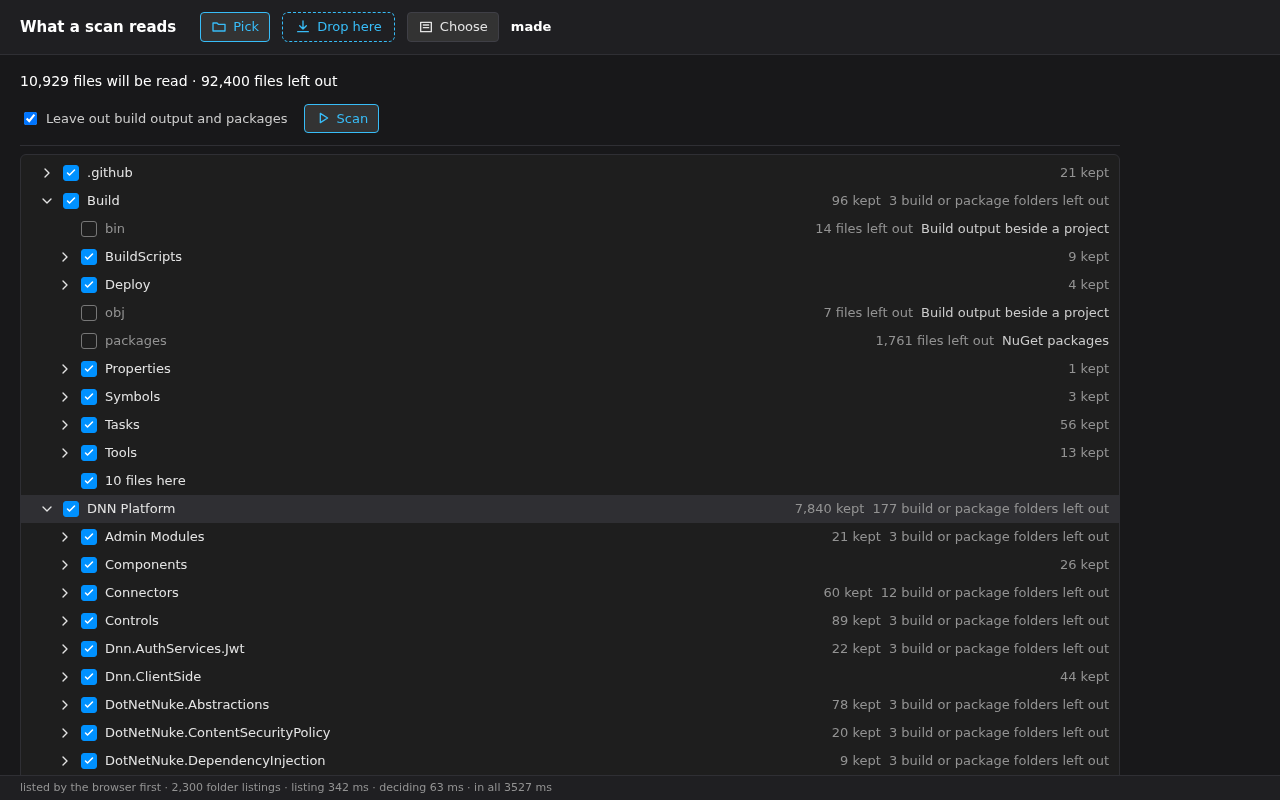 What a scan reads Pick Drop here Choose made
10,929 files will be read · 92,400 files left out
Leave out build output and packages Scan
.github 21 kept
Build 96 kept 3 build or package folders left out
bin 14 files left out Build output beside a project
BuildScripts 9 kept
Deploy 4 kept
obj 7 files left out Build output beside a project
packages 1,761 files left out NuGet packages
Properties 1 kept
Symbols 3 kept
Tasks 56 kept
Tools 13 kept
10 files here
DNN Platform 7,840 kept 177 build or package folders left out
Admin Modules 21 kept 3 build or package folders left out
Components 26 kept
Connectors 60 kept 12 build or package folders left out
Controls 89 kept 3 build or package folders left out
Dnn.AuthServices.Jwt 22 kept 3 build or package folders left out
Dnn.ClientSide 44 kept
DotNetNuke.Abstractions 78 kept 3 build or package folders left out
DotNetNuke.ContentSecurityPolicy 20 kept 3 build or package folders left out
DotNetNuke.DependencyInjection 9 kept 3 build or package folders left out
listed by the browser first · 2,300 folder listings · listing 342 ms · deciding 63 ms · in all 3527 ms